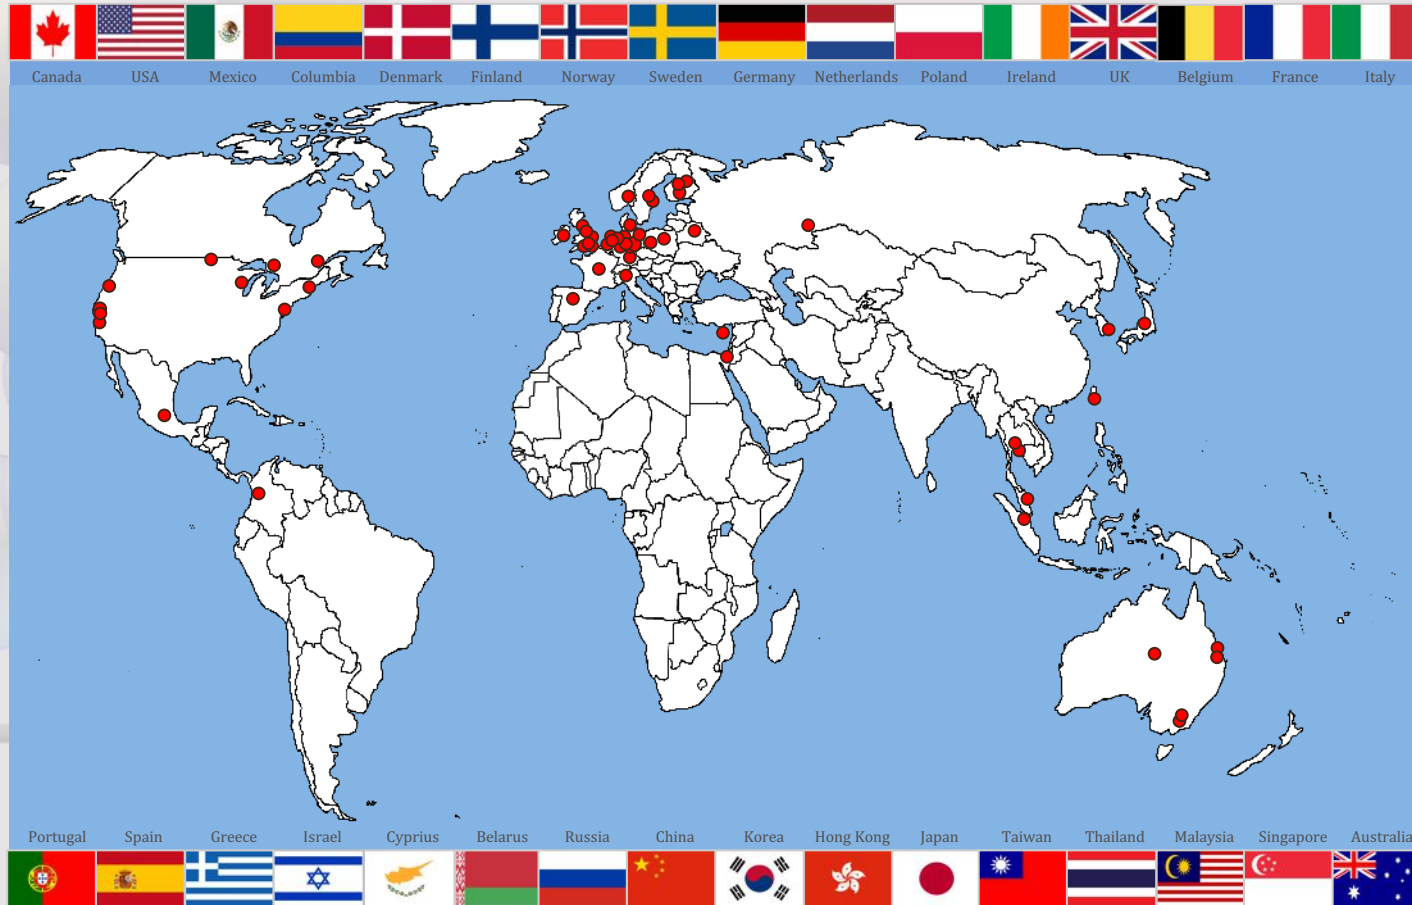 Canada USA Mexico Columbia Denmark Finland Norway Sweden Germany Netherlands Poland Ireland UK Belgium France Italy
Portugal Spain Greece Israel Cyprius Belarus Russia China Korea Hong Kong Japan Taiwan Thailand Malaysia Singapore Australia